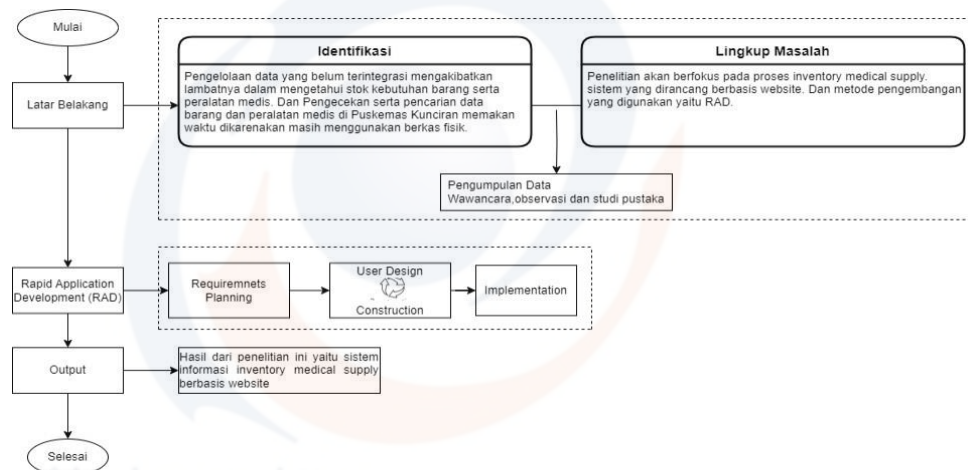 Mulai
Identifikasi
Lingkup Masalah
Latar Belakang
Pengelolaan data yang belum terintegrasi mengakibatkan
lambatnya dalam mengetahui stok kebutuhan barang serta
peralatan medis. Dan Pengecekan serta pencarian data
barang dan peralatan medis di Puskemas Kunciran memakan
waktu dikarenakan masih menggunakan berkas fisik.
Penelitian akan berfokus pada proses inventory medical supply.
sistem yang dirancang berbasis website. Dan metode pengembangan
yang digunakan yaitu RAD.
Pengumpulan Data
Wawancara,observasi dan studi pustaka
Rapid Application
Development (RAD)
Requiremnets
Planning
User Design
Construction
Implementation
Output
Hasil dari penelitian ini yaitu sistem
informasi inventory medical supply
berbasis website
Selesai